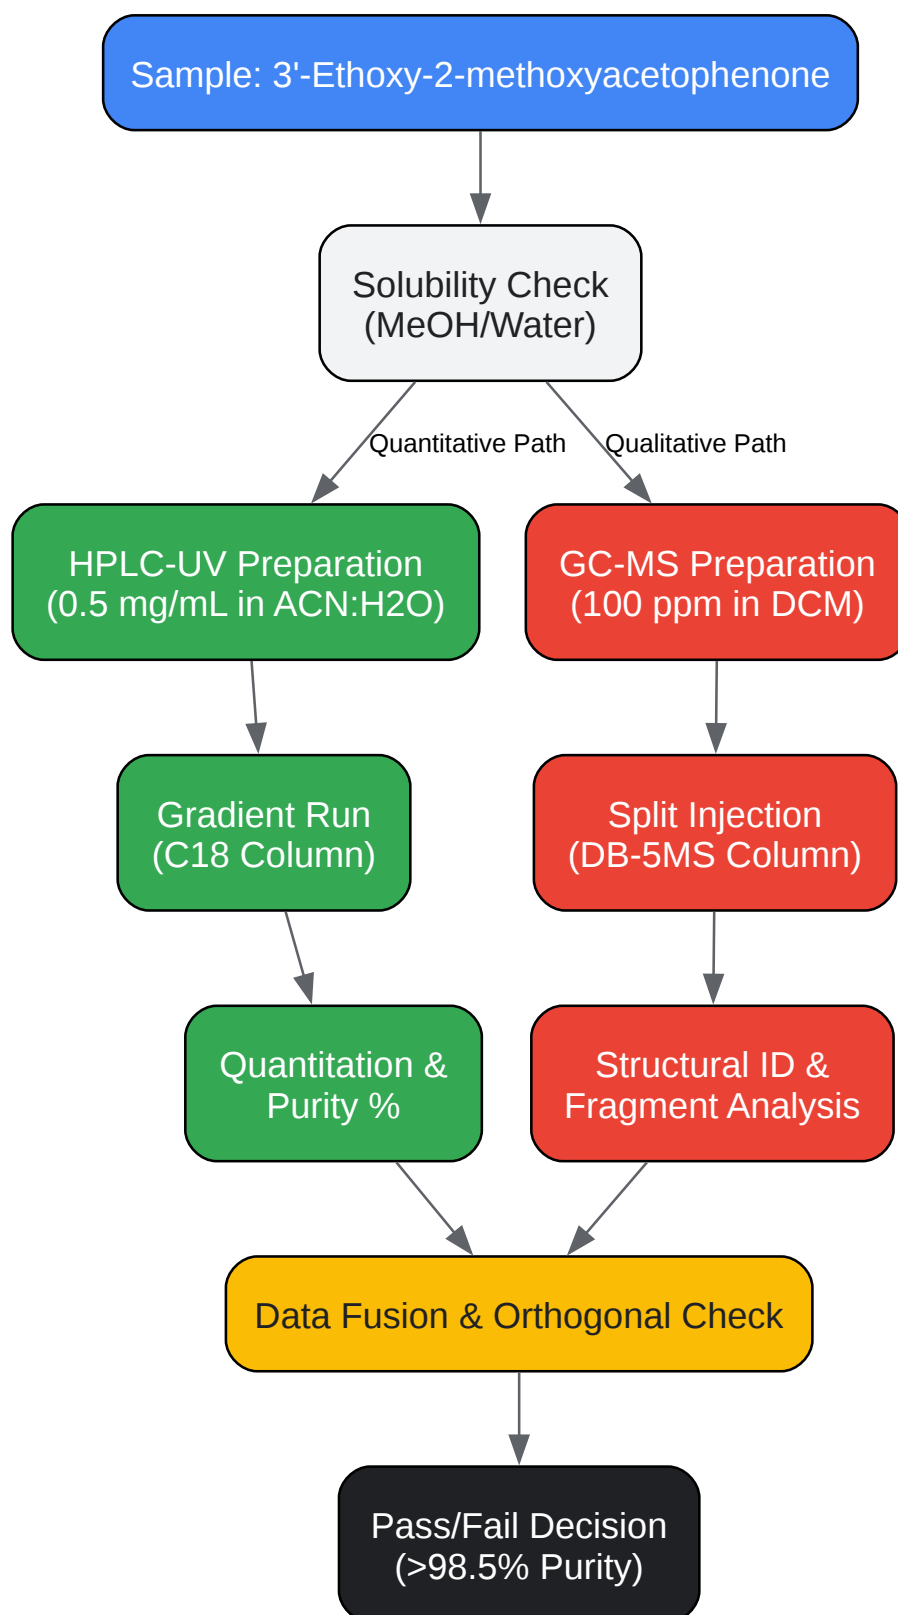 Sample: 3'-Ethoxy-2-methoxyacetophenone
Solubility Check
(MeOH/Water)
Quantitative Path
Qualitative Path
HPLC-UV Preparation
(0.5 mg/mL in ACN:H2O)
GC-MS Preparation
(100 ppm in DCM)
Gradient Run
(C18 Column)
Split Injection
(DB-5MS Column)
Quantitation &
Purity %
Structural ID &
Fragment Analysis
Data Fusion & Orthogonal Check
Pass/Fail Decision
(>98.5% Purity)